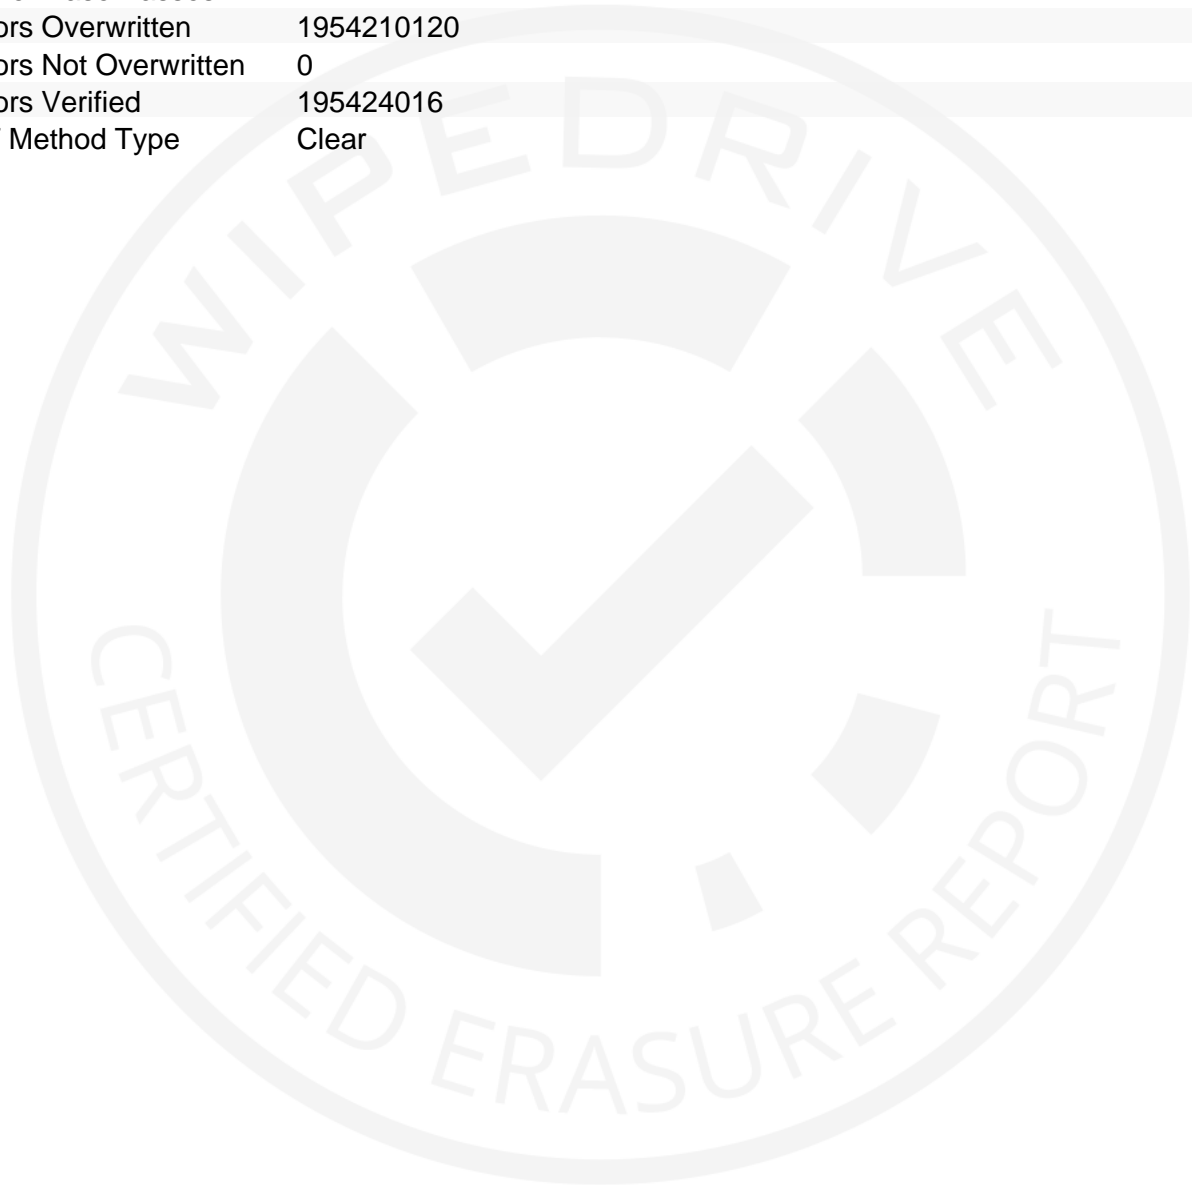 ors Overwritten 1954210120
ors Not Overwritten 0
ors Verified 195424016
Method Type Clear
WIPEDRIVE
CERTIFIED ERASURE REPORT